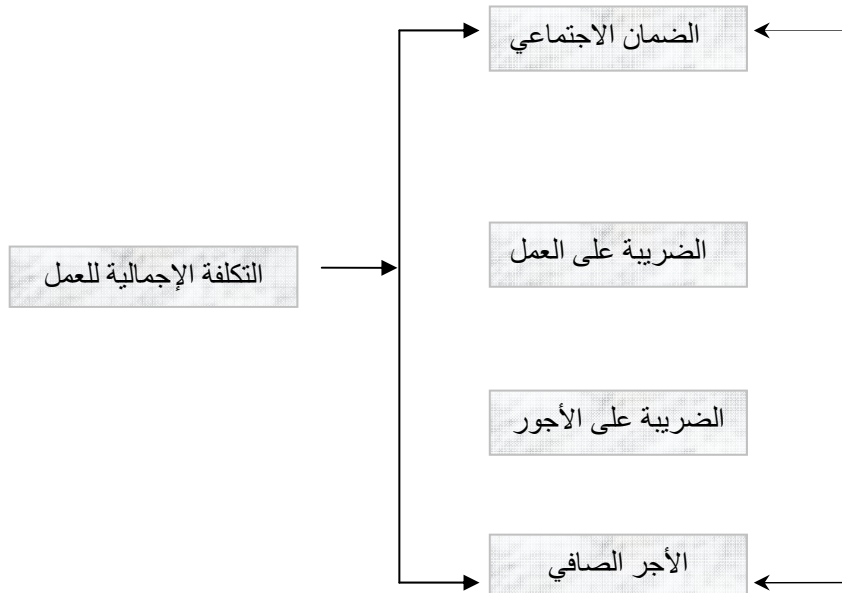 الضمان الاجتماعي
الضريبة على العمل
التكلفة الإجمالية للعمل
الضريبة على الأجور
الأجر الصافي